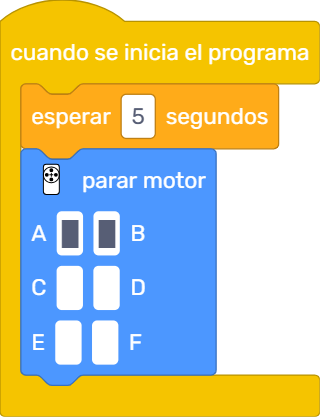 cuando se inicia el programa
esperar 5 segundos
parar motor
A B
C D
E F